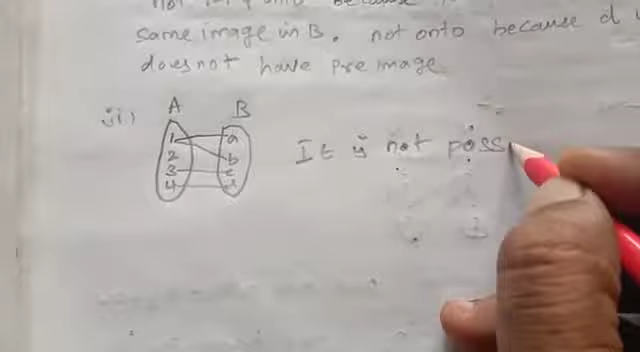 same image in B. not onto because d
does not have pre image
iii)
A B
1 a
2 b
3 c
4 d
It is not poss